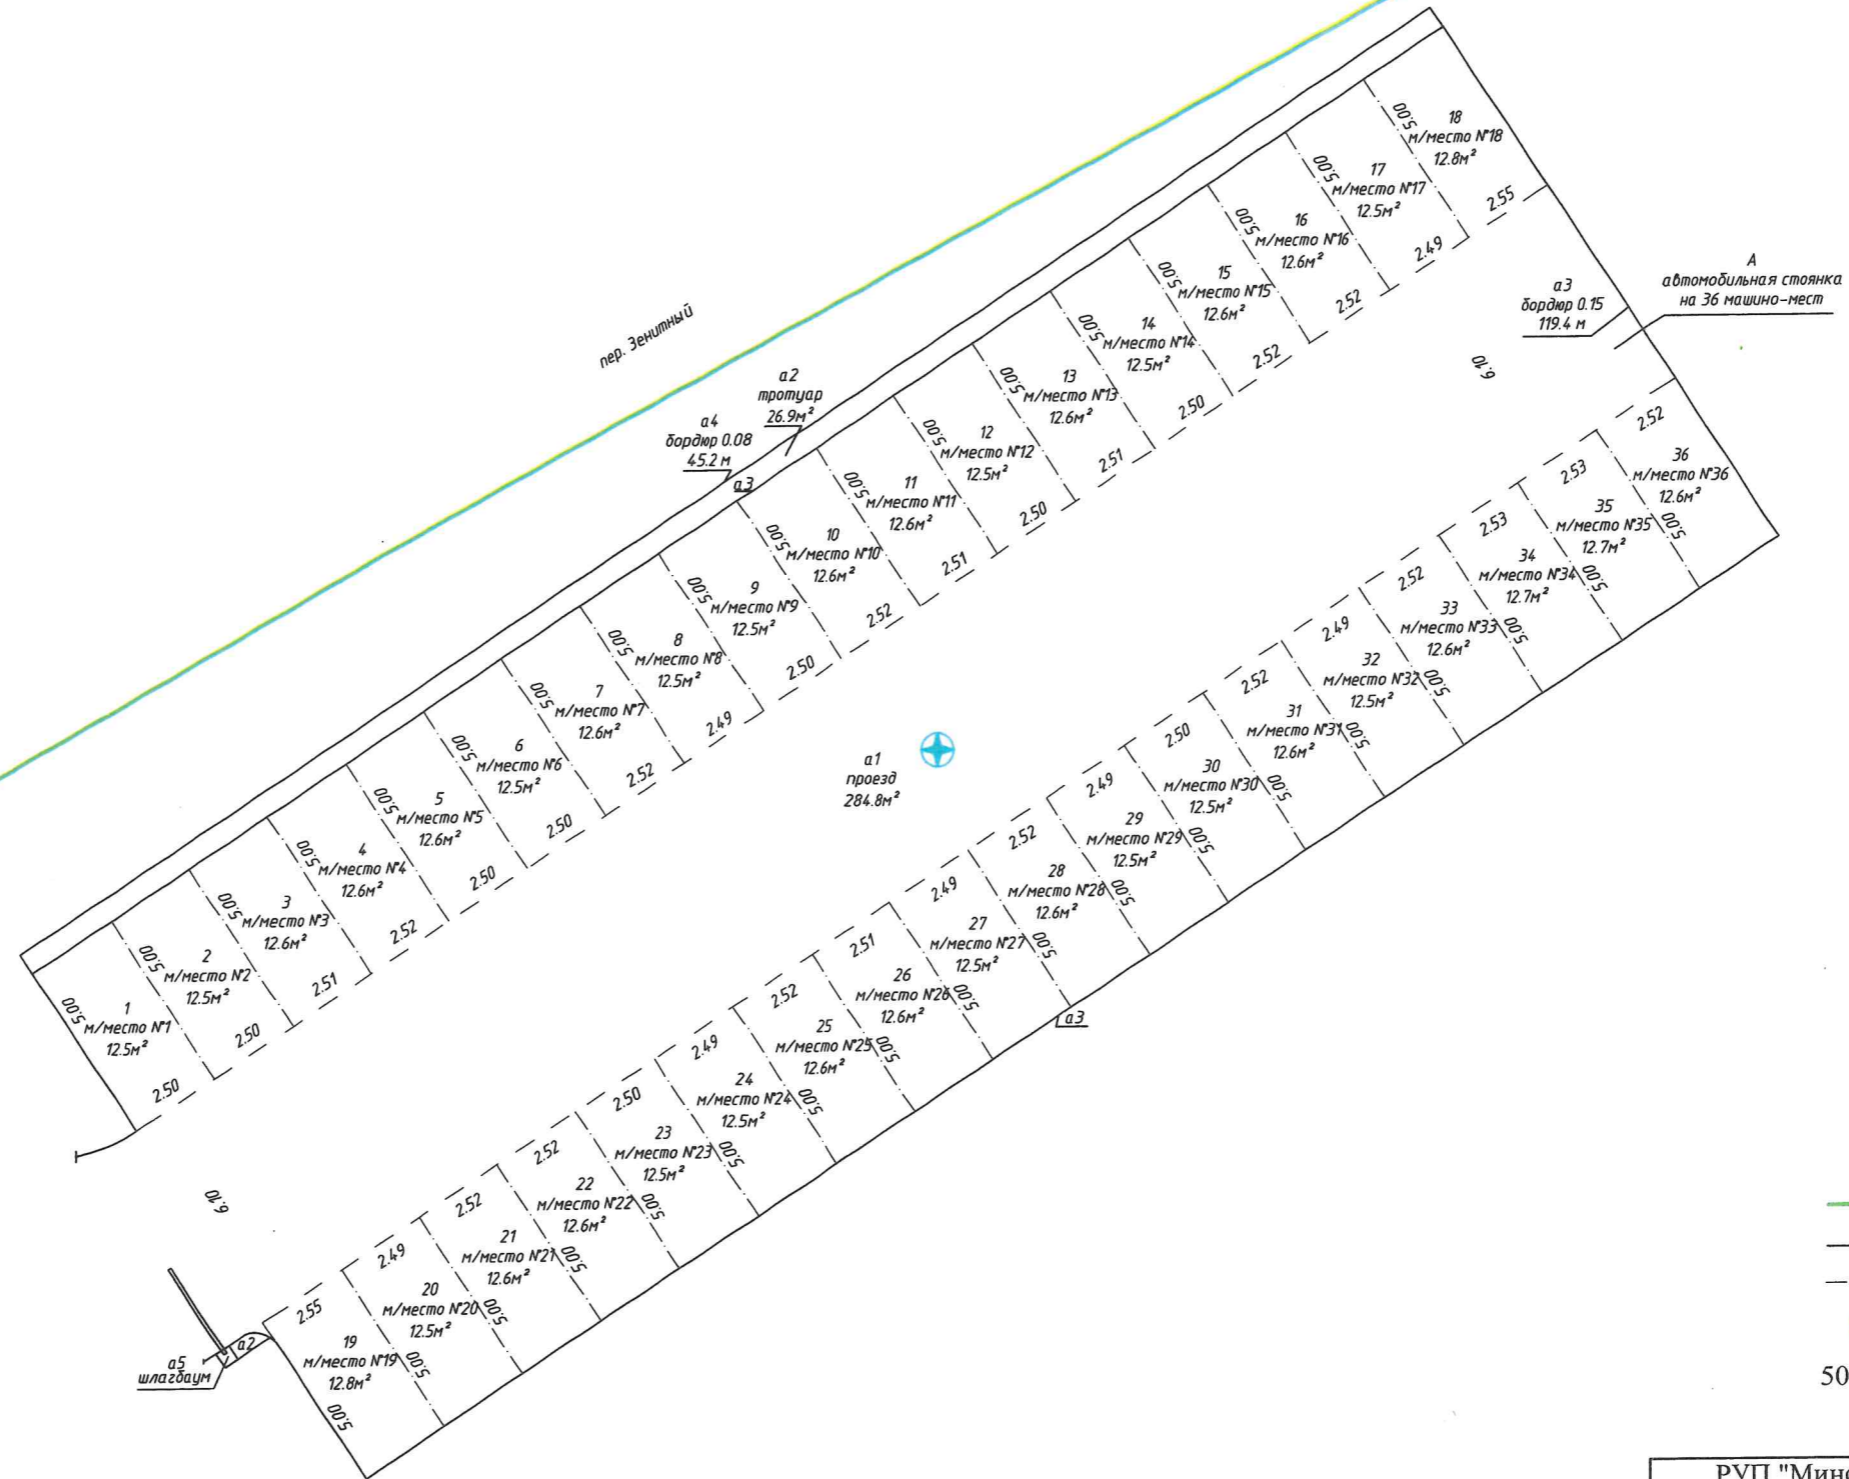 пер. Зенитный
а2
тротуар
26.9м²
а4
бордюр 0.08
45.2 м
а3
А
автомобильная стоянка
на 36 машино-мест
а3
бордюр 0.15
119.4 м
6.10
18
м/место №18
12.8м²
5.00
2.55
17
м/место №17
12.5м²
5.00
2.49
16
м/место №16
12.6м²
5.00
2.52
15
м/место №15
12.6м²
5.00
2.52
14
м/место №14
12.5м²
5.00
2.50
13
м/место №13
12.6м²
5.00
2.51
12
м/место №12
12.5м²
5.00
2.50
11
м/место №11
12.6м²
5.00
2.51
10
м/место №10
12.6м²
5.00
2.52
9
м/место №9
12.5м²
5.00
2.50
8
м/место №8
12.5м²
5.00
2.49
7
м/место №7
12.6м²
5.00
2.52
6
м/место №6
12.5м²
5.00
2.50
5
м/место №5
12.6м²
5.00
2.50
4
м/место №4
12.6м²
5.00
2.52
3
м/место №3
12.6м²
5.00
2.51
2
м/место №2
12.5м²
5.00
2.50
1
м/место №1
12.5м²
5.00
2.50
а1
проезд
284.8м²
2.52
36
м/место №36
12.6м²
5.00
2.53
35
м/место №35
12.7м²
5.00
2.53
34
м/место №34
12.7м²
5.00
2.52
33
м/место №33
12.6м²
5.00
2.49
32
м/место №32
12.5м²
5.00
2.52
31
м/место №31
12.6м²
5.00
2.50
30
м/место №30
12.5м²
5.00
2.49
29
м/место №29
12.5м²
5.00
2.52
28
м/место №28
12.6м²
5.00
2.49
27
м/место №27
12.5м²
5.00
2.51
26
м/место №26
12.6м²
5.00
2.52
25
м/место №25
12.6м²
5.00
2.49
24
м/место №24
12.5м²
5.00
2.50
23
м/место №23
12.5м²
5.00
2.52
22
м/место №22
12.6м²
5.00
2.52
21
м/место №21
12.6м²
5.00
2.49
20
м/место №20
12.5м²
5.00
2.55
19
м/место №19
12.8м²
5.00
а3
6.10
а2
а5
шлагбаум
50
РУП "Минс